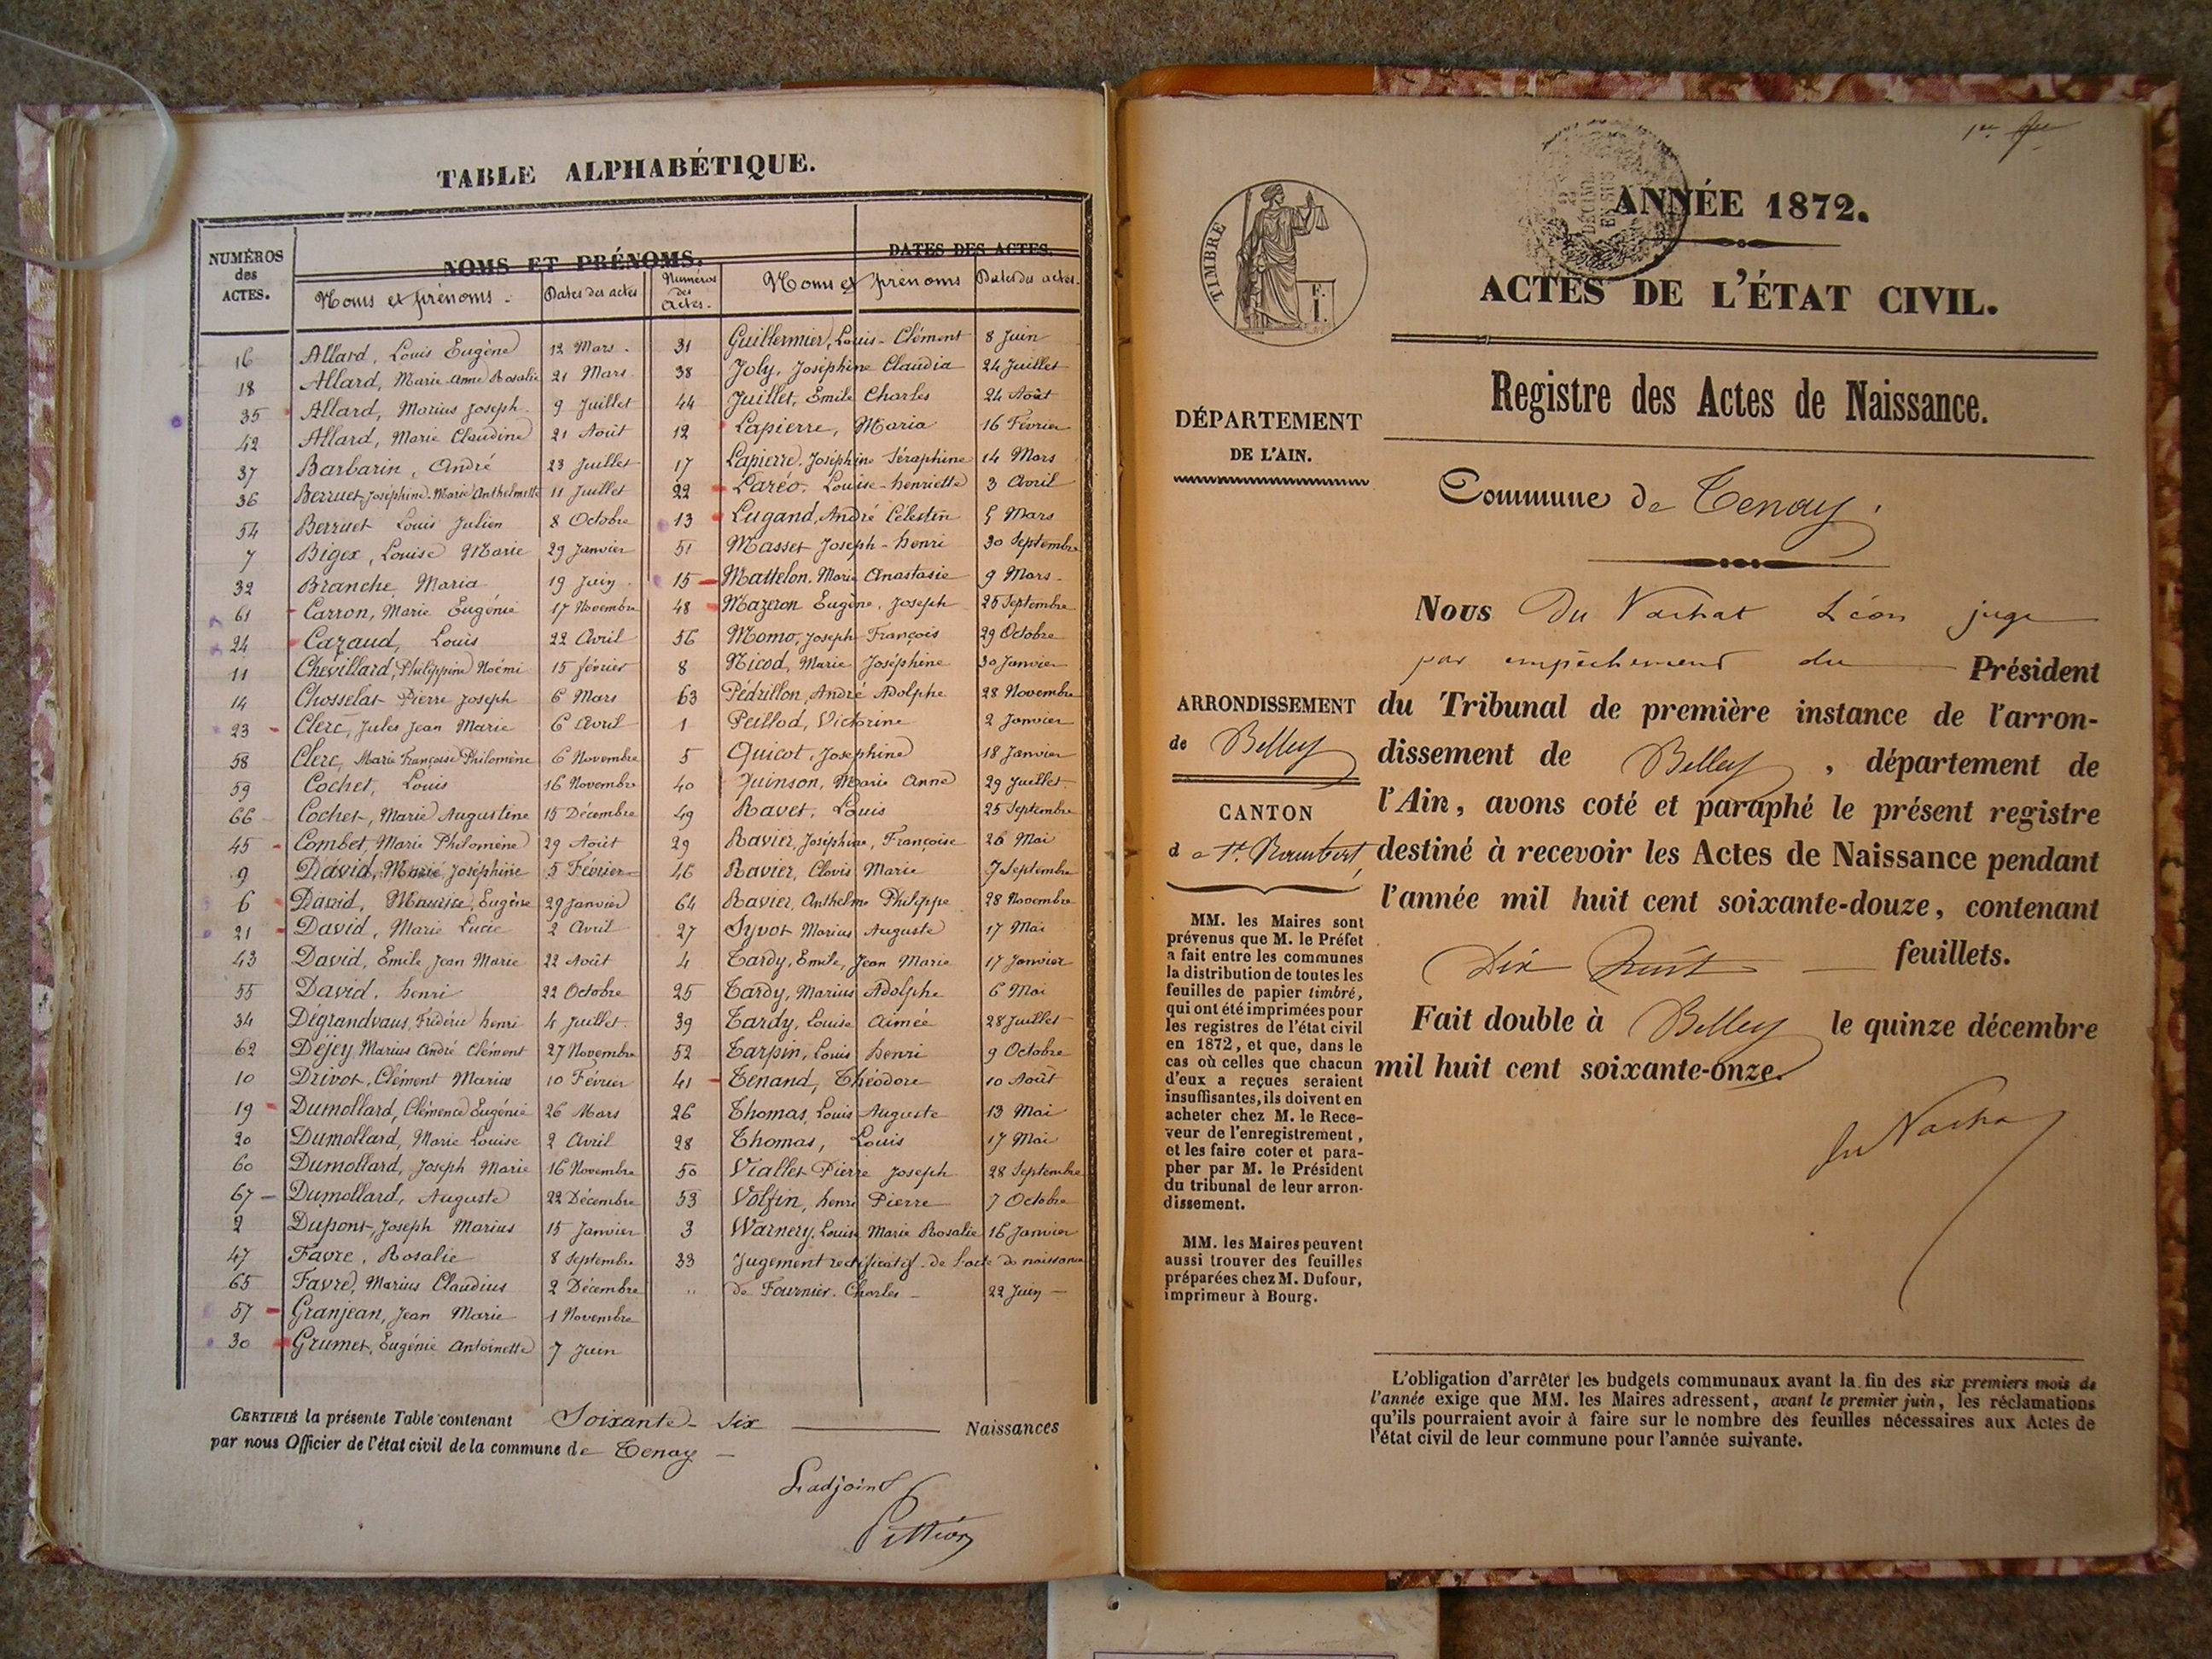 TABLE ALPHABÉTIQUE.
NUMÉROS des ACTES.
NOMS ET PRÉNOMS.
DATES DES ACTES.
Noms et prénoms - Dates des actes Numéros des Actes - Noms et prénoms Dates des actes -
16 Allard, Louis Eugène 12 Mars - 31 Guillermier, Louis - Clément 8 Juin
18 Allard, Marie Anne Rosalie 21 Mars 38 Joly, Joséphine Claudia 24 Juillet
35 Allard, Marius Joseph 9 Juillet 44 Juillet, Emile Charles 24 Août
42 Allard, Marie Claudine 21 Août 12 Lapierre, Maria 16 Février
37 Barbarin, André 23 Juillet 17 Lapierre, Joséphine Séraphine 14 Mars
36 Berruet Joséphine Marie Anthelmette 11 Juillet 22 Laréo, Louise-henriette 3 Avril
54 Berruet Louis Julien 8 Octobre 13 Lugand, André Célestin 5 Mars
7 Bigex, Louise Marie 29 Janvier 51 Masset Joseph - henri 30 Septembre
32 Branche Maria 19 Juin 15 Mattelon, Marie Anastasie 9 Mars
61 Carron, Marie Eugénie 17 Novembre 48 Mazeron Eugène, Joseph 25 Septembre
24 Cazaud, Louis 22 Avril 56 Momo, Joseph François 29 Octobre
11 Chevillard, Philippine Noémi 15 février 8 Nicod, Marie Joséphine 30 Janvier
14 Chosselat Pierre Joseph 6 Mars 63 Pédrillon, André Adolphe 28 Novembre
23 Clerc, Jules Jean Marie 6 Avril 1 Peillod, Victorine 2 Janvier
58 Clerc, Marie Françoise Philomène 6 Novembre 5 Quicot, Josephine 18 Janvier
59 Cochet, Louis 16 Novembre 40 Quinson, Marie Anne 29 Juillet
66 Cochet, Marie Augustine 15 Décembre 49 Ravet, Louis 25 Septembre
45 Combet, Marie Philomène 29 Août 29 Ravier, Joséphine, Françoise 26 Mai
9 David, Marie Joséphine 5 Février 46 Ravier, Clovis Marie 7 Septembre
6 David, Maurice, Eugène 29 Janvier 64 Ravier, Anthelme Philippe 28 Novembre
21 David, Marie Lucie 2 Avril 27 Syvot Marius Auguste 17 Mai
43 David, Emile Jean Marie 22 Août 4 Tardy, Emile, Jean Marie 17 Janvier
55 David, henri 22 Octobre 25 Tardy, Marius Adolphe 6 Mai
34 Dégrandvaus, Fréderic henri 4 Juillet 39 Tardy, Louise Aimée 28 Juillet
62 Déjey, Marius André Clément 27 Novembre 52 Tarpin, Louis henri 9 Octobre
10 Drivot, Clément Marius 10 Février 41 Tenand, Théodore 10 Août
19 Dumollard, Clémence Eugénie 26 Mars 26 Thomas, Louis Auguste 13 Mai
20 Dumollard, Marie Louise 2 Avril 28 Thomas, Louis 17 Mai
60 Dumollard, Joseph Marie 16 Novembre 50 Viallet Pierre Joseph 28 Septembre
67 - Dumollard, Auguste 22 Décembre 53 Volfin, henri Pierre 7 Octobre
2 Dupont, Joseph Marius 15 Janvier 3 Warnery, Louise Marie Rosalie 16 Janvier
47 Favre, Rosalie 8 Septembre 33 Jugement rectificatif de l'acte de naissance
65 Favre, Marius Claudius 2 Décembre " de Fournier Charles - 22 Juin -
57 Granjean, Jean Marie 1 Novembre
30 Grumet, Eugénie Antoinette 7 Juin
CERTIFIÉ la présente Table contenant Soixante - Six Naissances
par nous Officier de l'état civil de la commune de Tenay -
L'adjoint
ANNÉE 1872.
ACTES DE L'ÉTAT CIVIL.
TIMBRE
Registre des Actes de Naissance.
DÉPARTEMENT
DE L'AIN.
Commune de Tenay.
Nous Du Vachat Léon juge
par empêchement du Président
ARRONDISSEMENT
de Belley
CANTON
de St. Rambert
du Tribunal de première instance de l'arron-
dissement de Belley, département de
l'Ain, avons coté et paraphé le présent registre
destiné à recevoir les Actes de Naissance pendant
l'année mil huit cent soixante-douze, contenant
Dix Huit feuillets.
Fait double à Belley le quinze décembre
mil huit cent soixante-onze.
du Vacha
MM. les Maires sont
prévenus que M. le Préfet
a fait entre les communes
la distribution de toutes les
feuilles de papier timbré,
qui ont été imprimées pour
les registres de l'état civil
en 1872, et que, dans le
cas où celles que chacun
d'eux a reçues seraient
insuffisantes, ils doivent en
acheter chez M. le Rece-
veur de l'enregistrement,
et les faire coter et para-
pher par M. le Président
du tribunal de leur arron-
dissement.
MM. les Maires peuvent
aussi trouver des feuilles
préparées chez M. Dufour,
imprimeur à Bourg.
L'obligation d'arrêter les budgets communaux avant la fin des six premiers mois de
l'année exige que MM. les Maires adressent, avant le premier juin, les réclamations
qu'ils pourraient avoir à faire sur le nombre des feuilles nécessaires aux Actes de
l'état civil de leur commune pour l'année suivante.